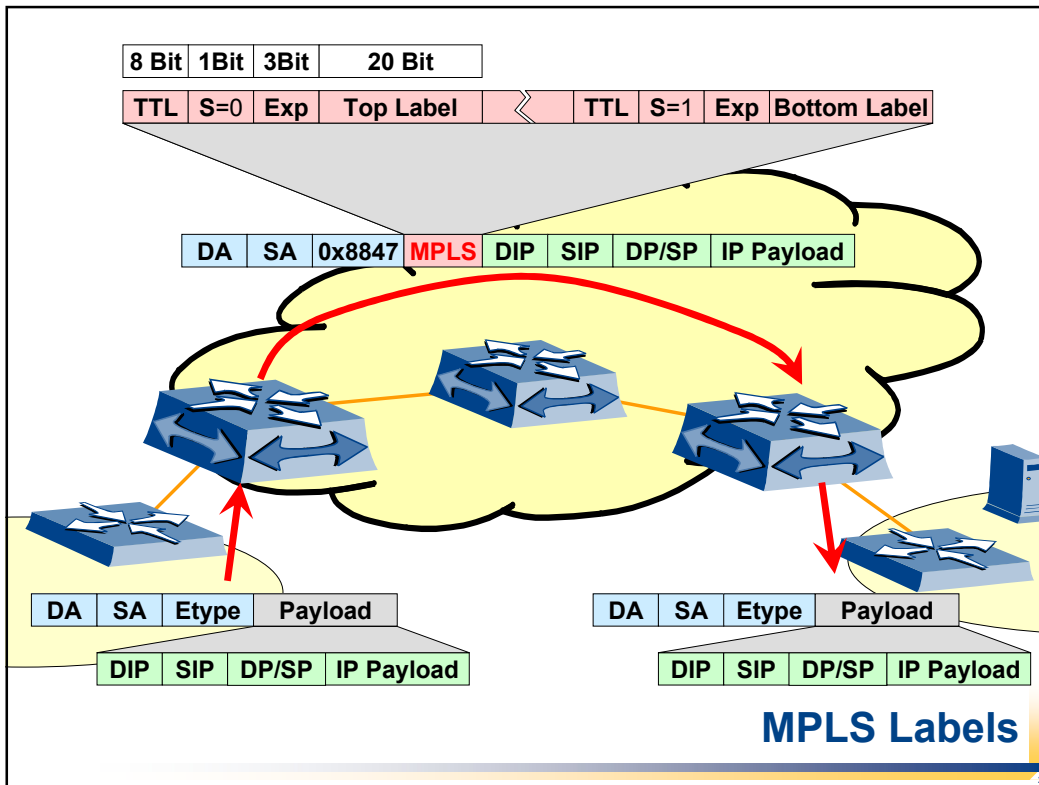 8 Bit 1Bit 3Bit 20 Bit
TTL S=0 Exp Top Label TTL S=1 Exp Bottom Label
DA SA 0x8847 MPLS DIP SIP DP/SP IP Payload
DA SA Etype Payload
DIP SIP DP/SP IP Payload
DA SA Etype Payload
DIP SIP DP/SP IP Payload
MPLS Labels